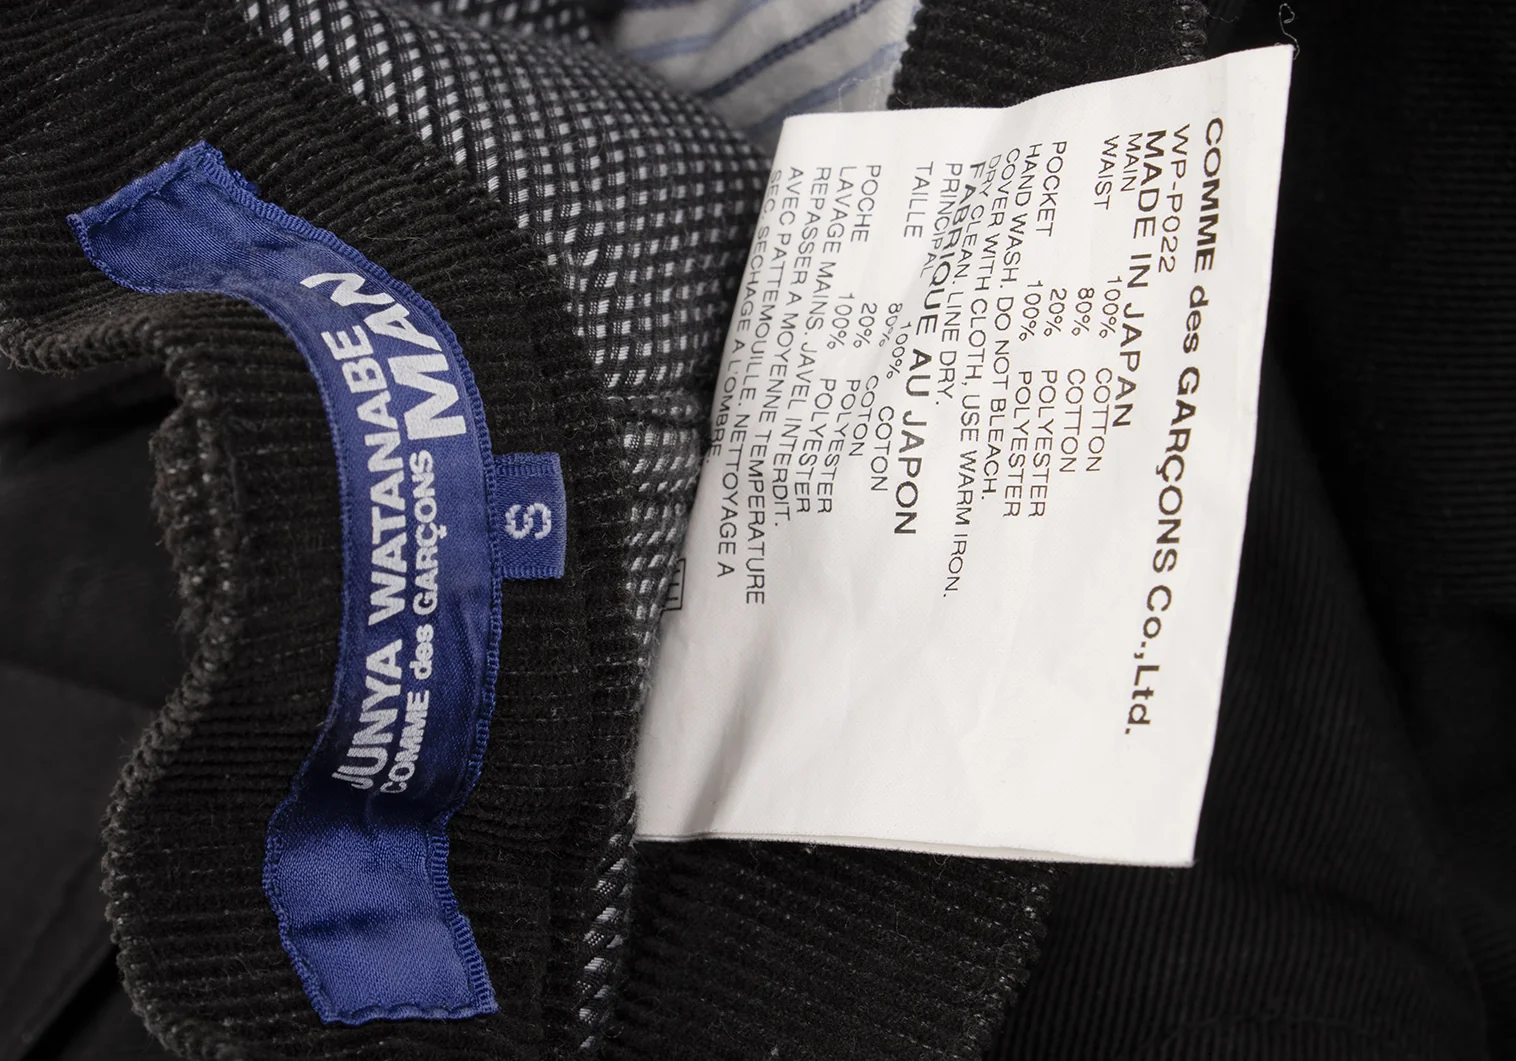 JUNYA WATANABE
COMME des GARÇONS MAN
S
COMME des GARÇONS Co.,Ltd.
WP-P022
MADE IN JAPAN
MAIN 100% COTTON
WAIST 80% COTTON
20% POLYESTER
POCKET 100% POLYESTER
HAND WASH. DO NOT BLEACH.
COVER WITH CLOTH, USE WARM IRON.
DRY CLEAN. LINE DRY.
FABRIQUE AU JAPON
PRINCIPAL 100% COTON
TAILLE 80% COTON
20% POLYESTER
POCHE 100% POLYESTER
LAVAGE MAINS. JAVEL INTERDIT.
REPASSER A MOYENNE TEMPERATURE
AVEC PATTEMOUILLE. NETTOYAGE A
SEC. SECHAGE A L'OMBRE.